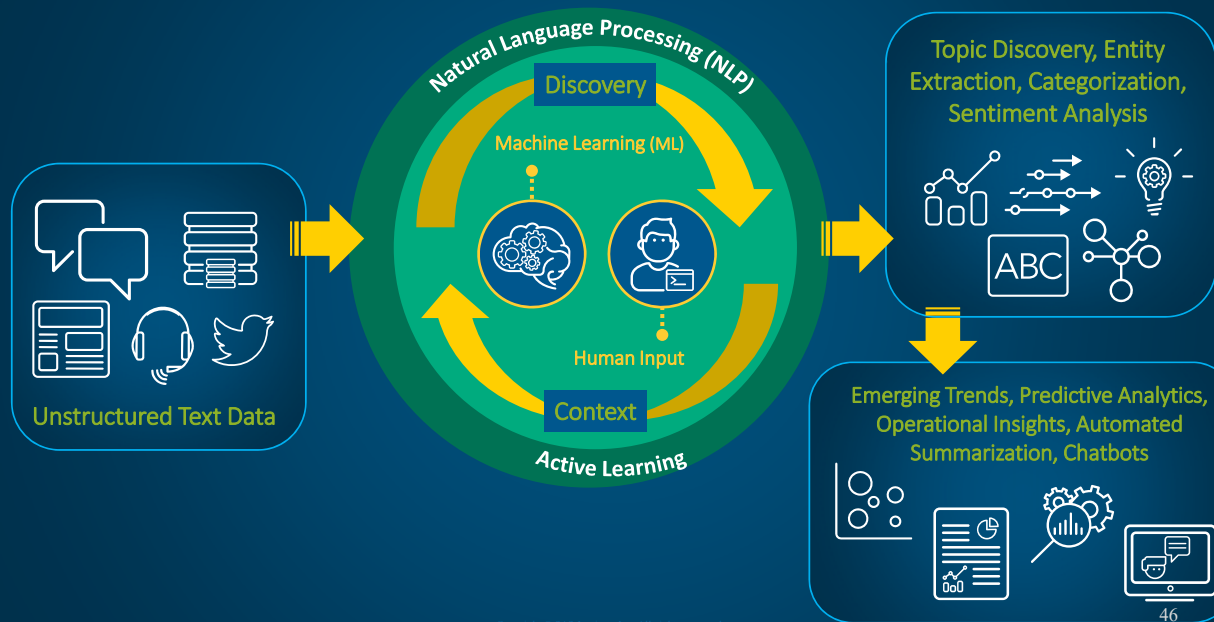 Natural Language Processing (NLP)
Discovery
Machine Learning (ML)
Human Input
Context
Active Learning
Unstructured Text Data
Topic Discovery, Entity
Extraction, Categorization,
Sentiment Analysis
ABC
Emerging Trends, Predictive Analytics,
Operational Insights, Automated
Summarization, Chatbots
46